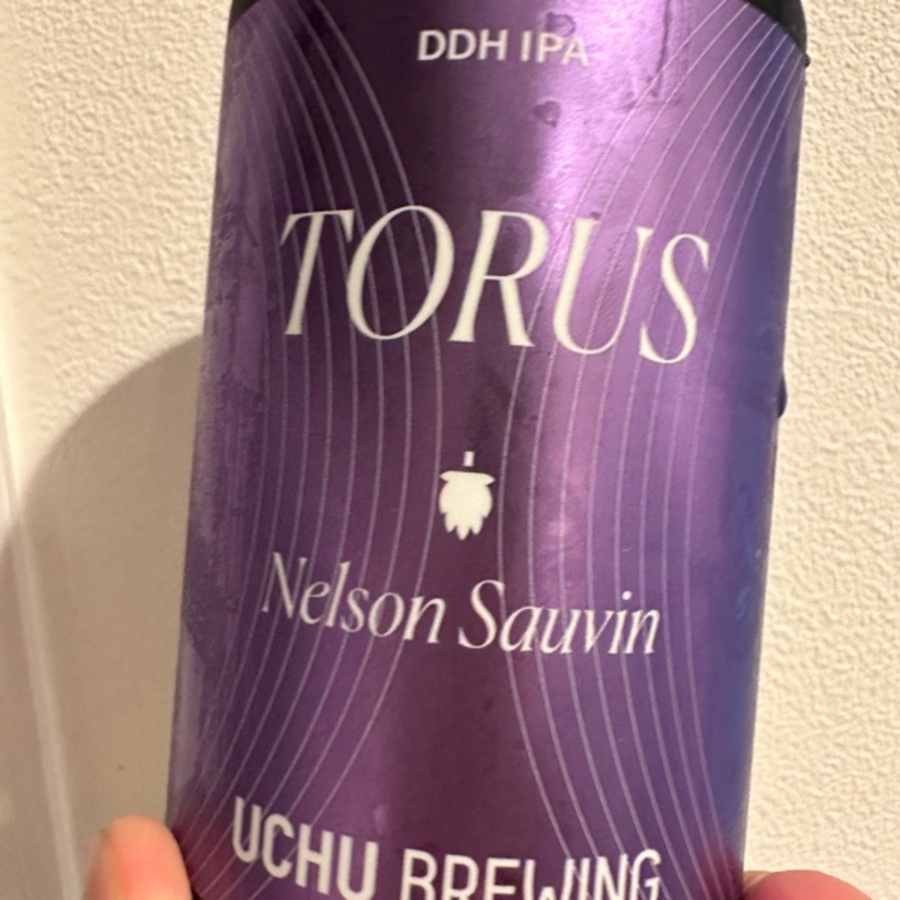 DDH IPA
TORUS
Nelson Sauvin
UCHU BREWING